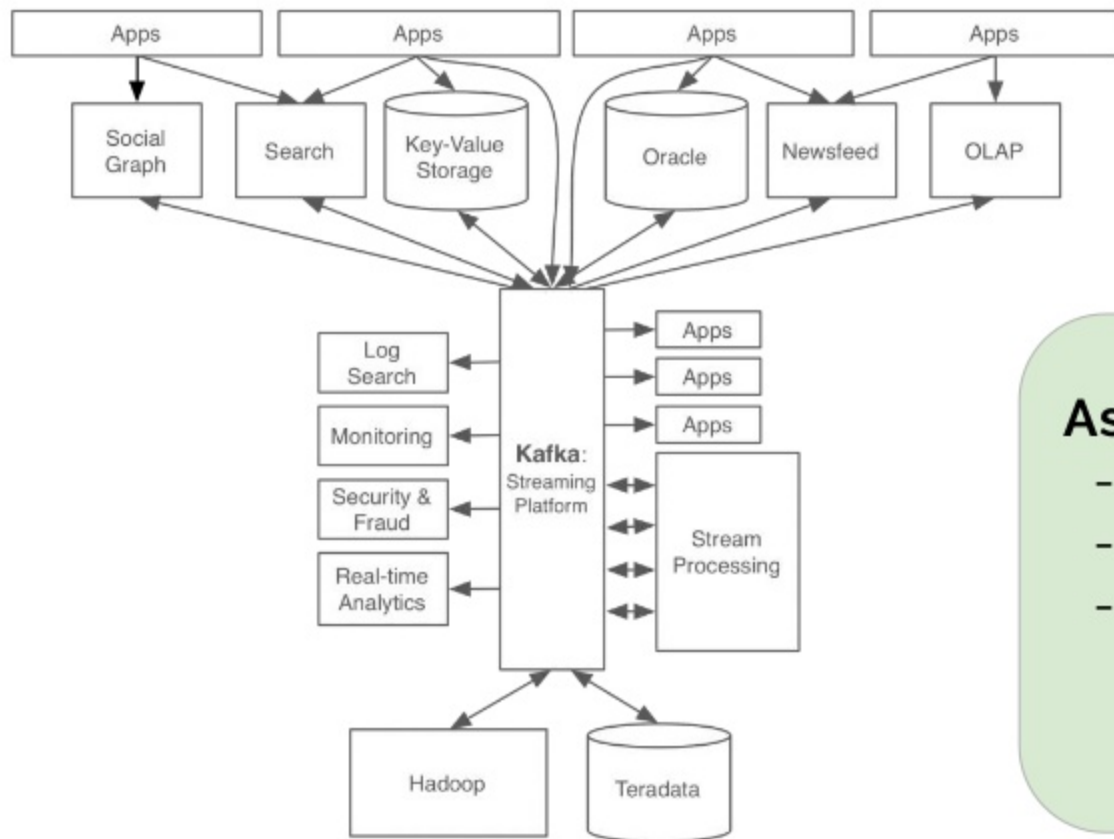 Apps
Apps
Apps
Apps
Social
Graph
Search
Key-Value
Storage
Oracle
Newsfeed
OLAP
Log
Search
Monitoring
Security &
Fraud
Real-time
Analytics
Kafka:
Streaming
Platform
Apps
Apps
Apps
Stream
Processing
As
-
-
-
Hadoop
Teradata